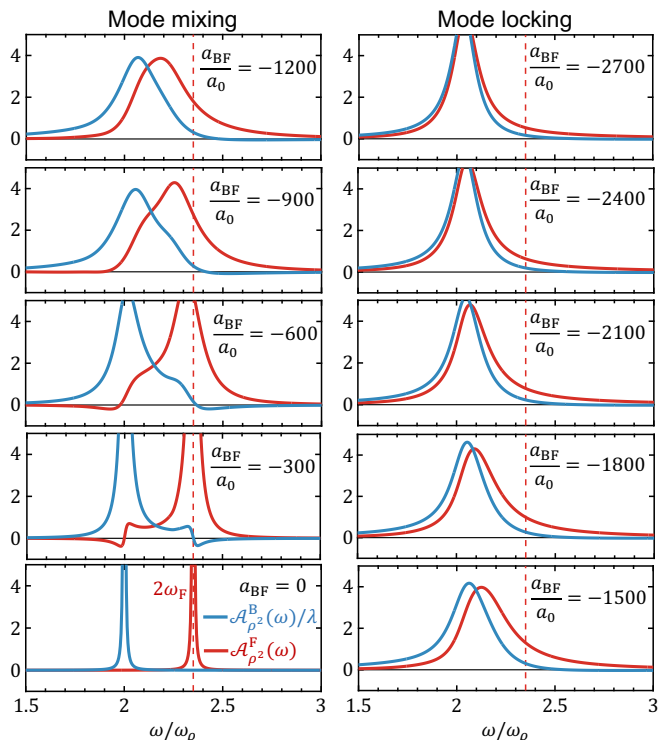 Mode mixing
4
2
0
a_BF/a_0 = −1200
4
2
0
a_BF/a_0 = −900
4
2
0
a_BF/a_0 = −600
4
2
0
a_BF/a_0 = −300
4
2
0
2ω_F
a_BF = 0
𝒜^B_ρ²(ω)/λ
𝒜^F_ρ²(ω)
1.5 2 2.5 3
ω/ω_ρ
Mode locking
4
2
0
a_BF/a_0 = −2700
4
2
0
a_BF/a_0 = −2400
4
2
0
a_BF/a_0 = −2100
4
2
0
a_BF/a_0 = −1800
4
2
0
a_BF/a_0 = −1500
1.5 2 2.5 3
ω/ω_ρ